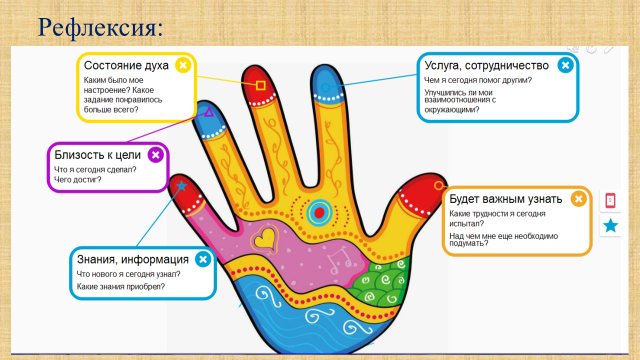 Рефлексия:
Состояние духа
Каким было мое
настроение? Какое
задание понравилось
больше всего?
Услуга, сотрудничество
Чем я сегодня помог другим?
Улучшились ли мои
взаимоотношения с
окружающими?
Близость к цели
Что я сегодня сделал?
Чего достиг?
Будет важным узнать
Какие трудности я сегодня
испытал?
Над чем мне еще необходимо
подумать?
Знания, информация
Что нового я сегодня узнал?
Какие знания приобрел?